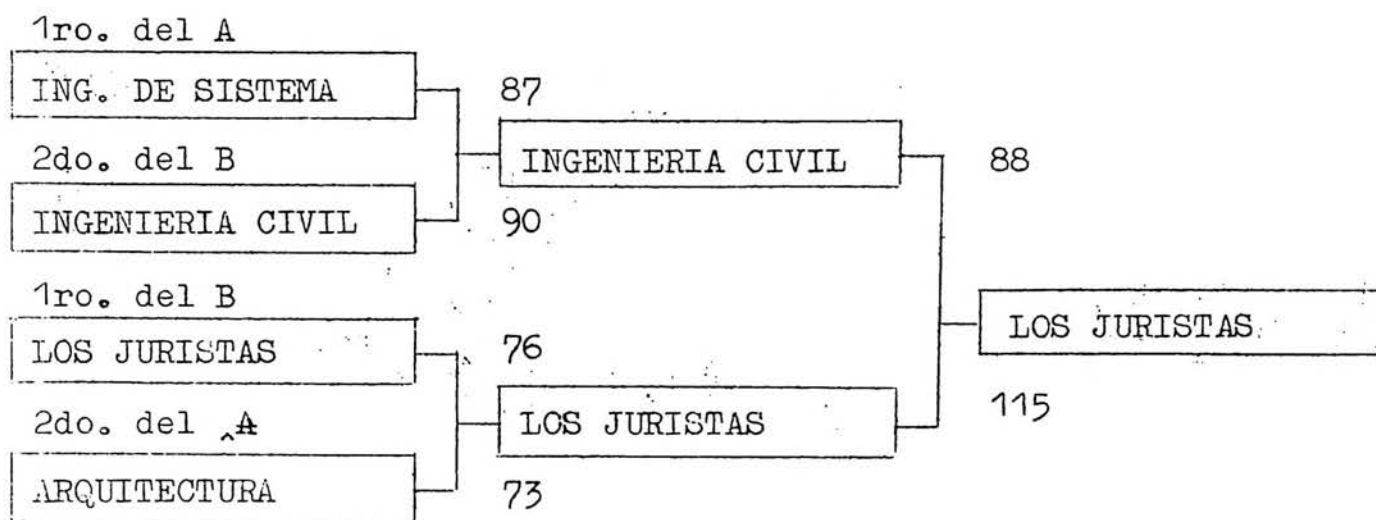 1ro. del A
ING. DE SISTEMA
87
2do. del B
INGENIERIA CIVIL
90
INGENIERIA CIVIL
88
1ro. del B
LOS JURISTAS
76
2do. del ‸A
ARQUITECTURA
73
LOS JURISTAS
115
LOS JURISTAS